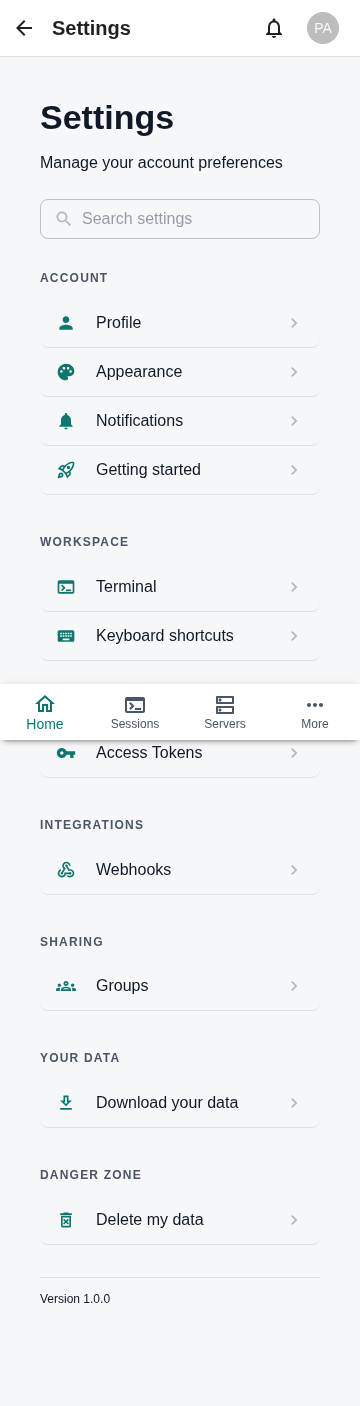 Settings
PA
Settings
Manage your account preferences
Search settings
ACCOUNT
Profile
Appearance
Notifications
Getting started
WORKSPACE
Terminal
Keyboard shortcuts
Home
Sessions
Servers
More
Access Tokens
INTEGRATIONS
Webhooks
SHARING
Groups
YOUR DATA
Download your data
DANGER ZONE
Delete my data
Version 1.0.0